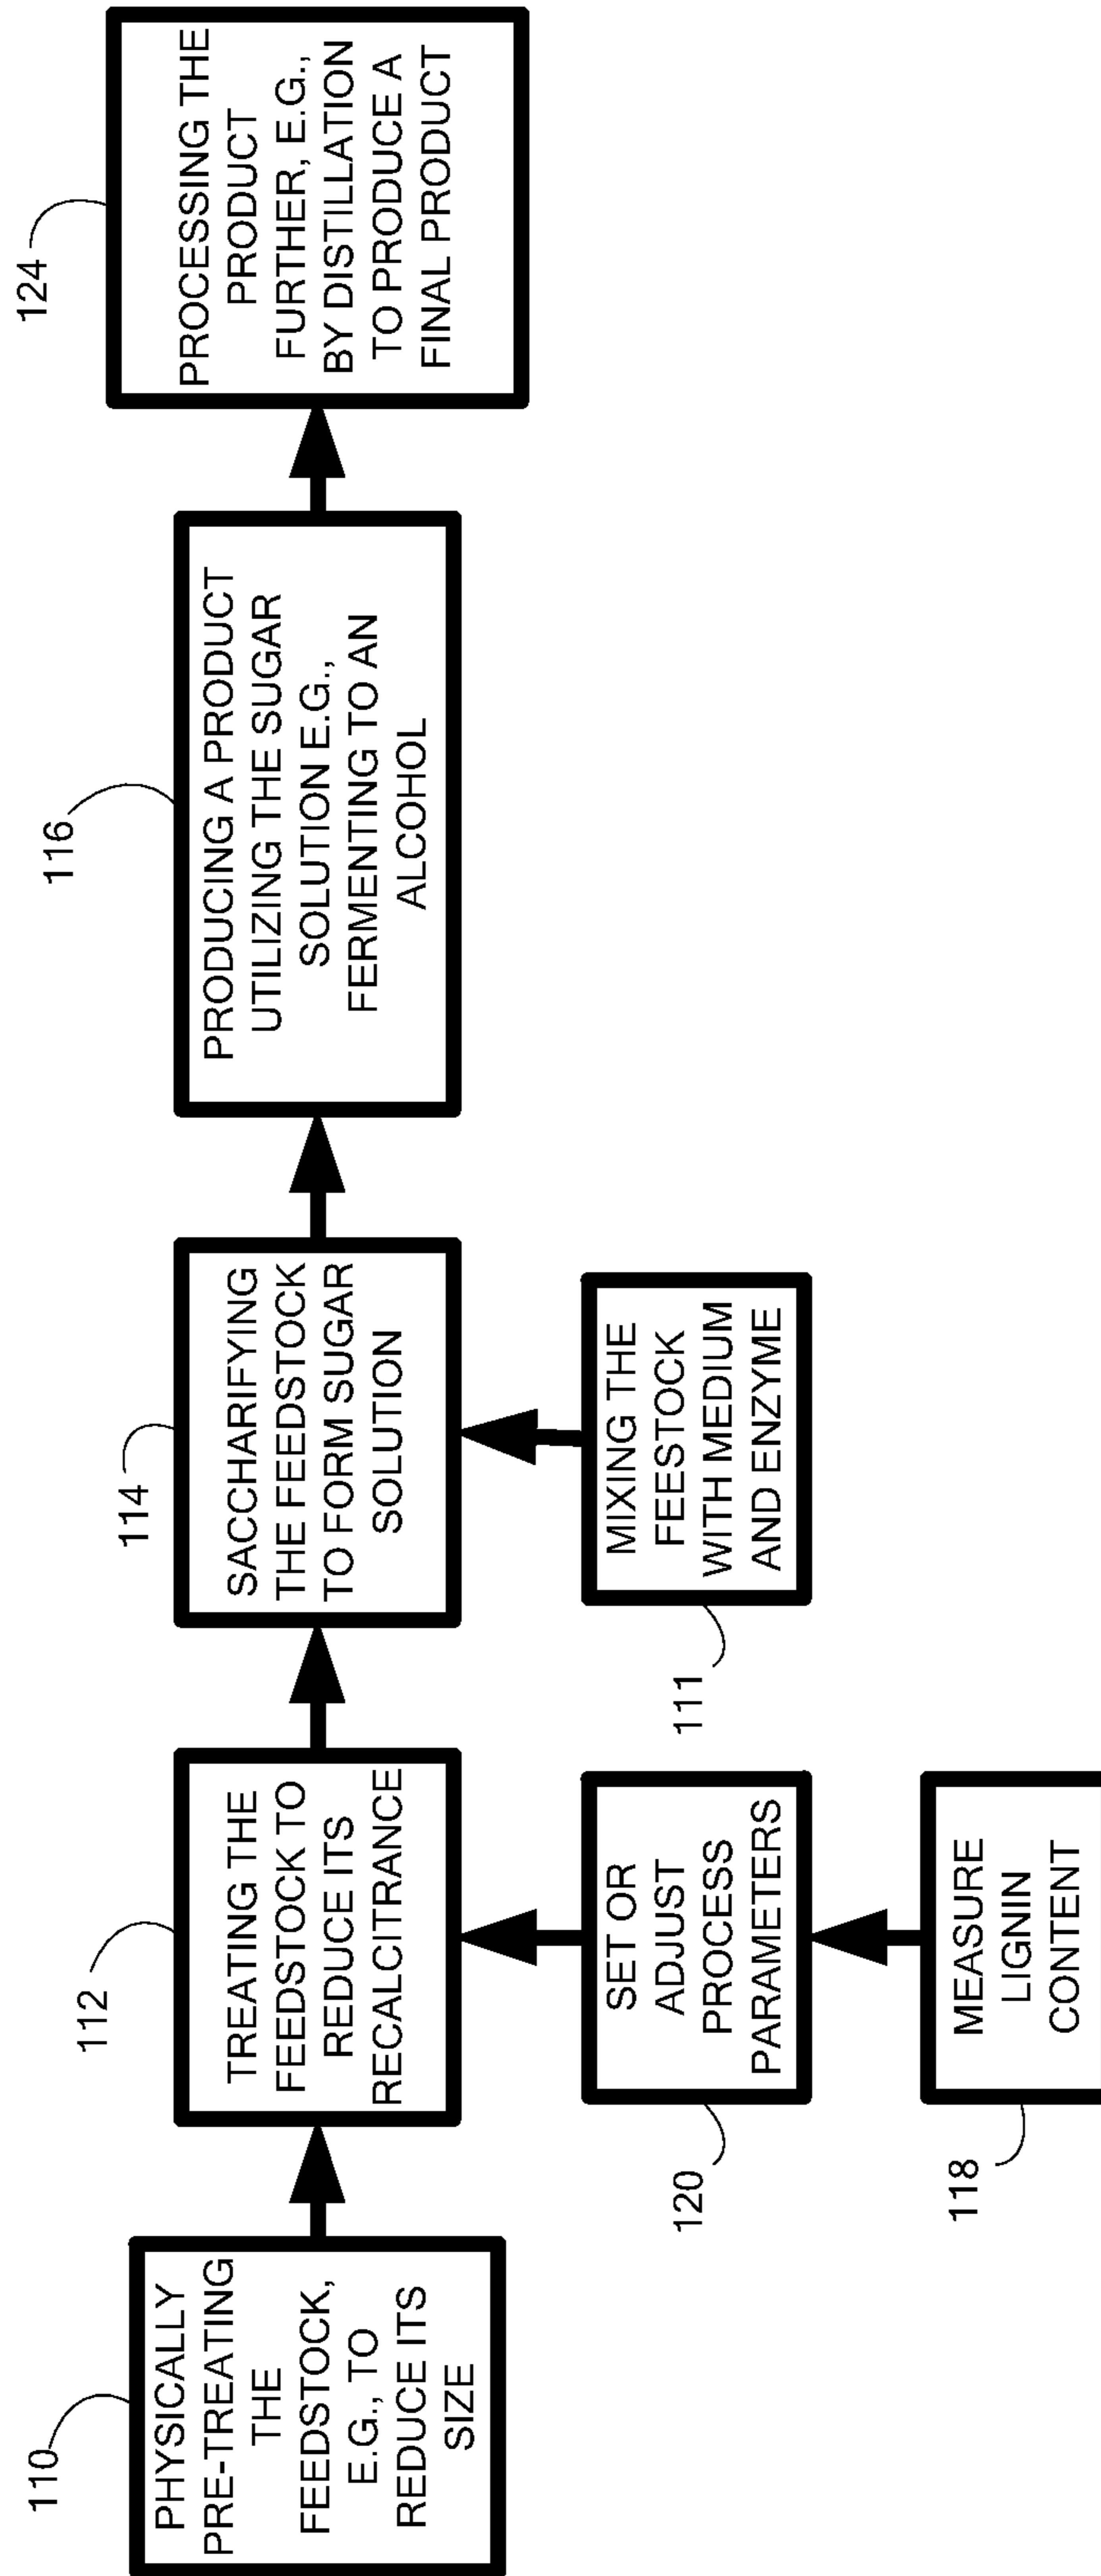 110
PHYSICALLY
PRE-TREATING
THE
FEEDSTOCK,
E.G., TO
REDUCE ITS
SIZE
112
TREATING THE
FEEDSTOCK TO
REDUCE ITS
RECALCITRANCE
114
SACCHARIFYING
THE FEEDSTOCK
TO FORM SUGAR
SOLUTION
116
PRODUCING A PRODUCT
UTILIZING THE SUGAR
SOLUTION E.G.,
FERMENTING TO AN
ALCOHOL
124
PROCESSING THE
PRODUCT
FURTHER, E.G.,
BY DISTILLATION
TO PRODUCE A
FINAL PRODUCT
120
SET OR
ADJUST
PROCESS
PARAMETERS
111
MIXING THE
FEESTOCK
WITH MEDIUM
AND ENZYME
118
MEASURE
LIGNIN
CONTENT